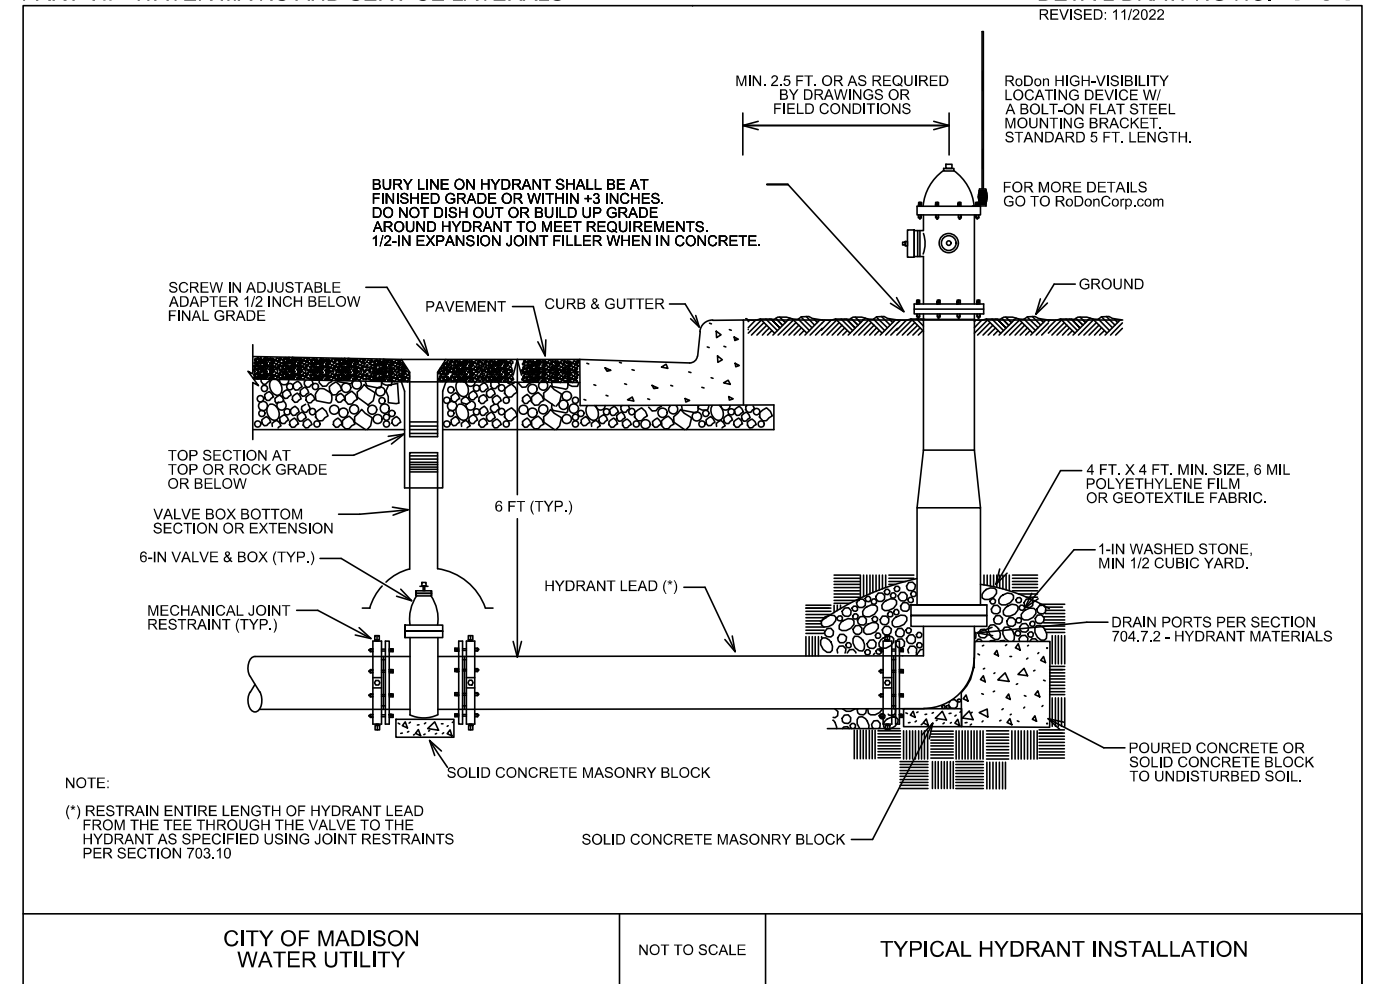 REVISED: 11/2022
MIN. 2.5 FT. OR AS REQUIRED
BY DRAWINGS OR
FIELD CONDITIONS
RoDon HIGH-VISIBILITY
LOCATING DEVICE W/
A BOLT-ON FLAT STEEL
MOUNTING BRACKET.
STANDARD 5 FT. LENGTH.
FOR MORE DETAILS
GO TO RoDonCorp.com
BURY LINE ON HYDRANT SHALL BE AT
FINISHED GRADE OR WITHIN +3 INCHES.
DO NOT DISH OUT OR BUILD UP GRADE
AROUND HYDRANT TO MEET REQUIREMENTS.
1/2-IN EXPANSION JOINT FILLER WHEN IN CONCRETE.
SCREW IN ADJUSTABLE
ADAPTER 1/2 INCH BELOW
FINAL GRADE
PAVEMENT
CURB & GUTTER
GROUND
TOP SECTION AT
TOP OR ROCK GRADE
OR BELOW
VALVE BOX BOTTOM
SECTION OR EXTENSION
6 FT (TYP.)
4 FT. X 4 FT. MIN. SIZE, 6 MIL
POLYETHYLENE FILM
OR GEOTEXTILE FABRIC.
6-IN VALVE & BOX (TYP.)
1-IN WASHED STONE,
MIN 1/2 CUBIC YARD.
HYDRANT LEAD (*)
MECHANICAL JOINT
RESTRAINT (TYP.)
DRAIN PORTS PER SECTION
704.7.2 - HYDRANT MATERIALS
SOLID CONCRETE MASONRY BLOCK
POURED CONCRETE OR
SOLID CONCRETE BLOCK
TO UNDISTURBED SOIL.
NOTE:
(*) RESTRAIN ENTIRE LENGTH OF HYDRANT LEAD
FROM THE TEE THROUGH THE VALVE TO THE
HYDRANT AS SPECIFIED USING JOINT RESTRAINTS
PER SECTION 703.10
SOLID CONCRETE MASONRY BLOCK
CITY OF MADISON
WATER UTILITY
NOT TO SCALE
TYPICAL HYDRANT INSTALLATION